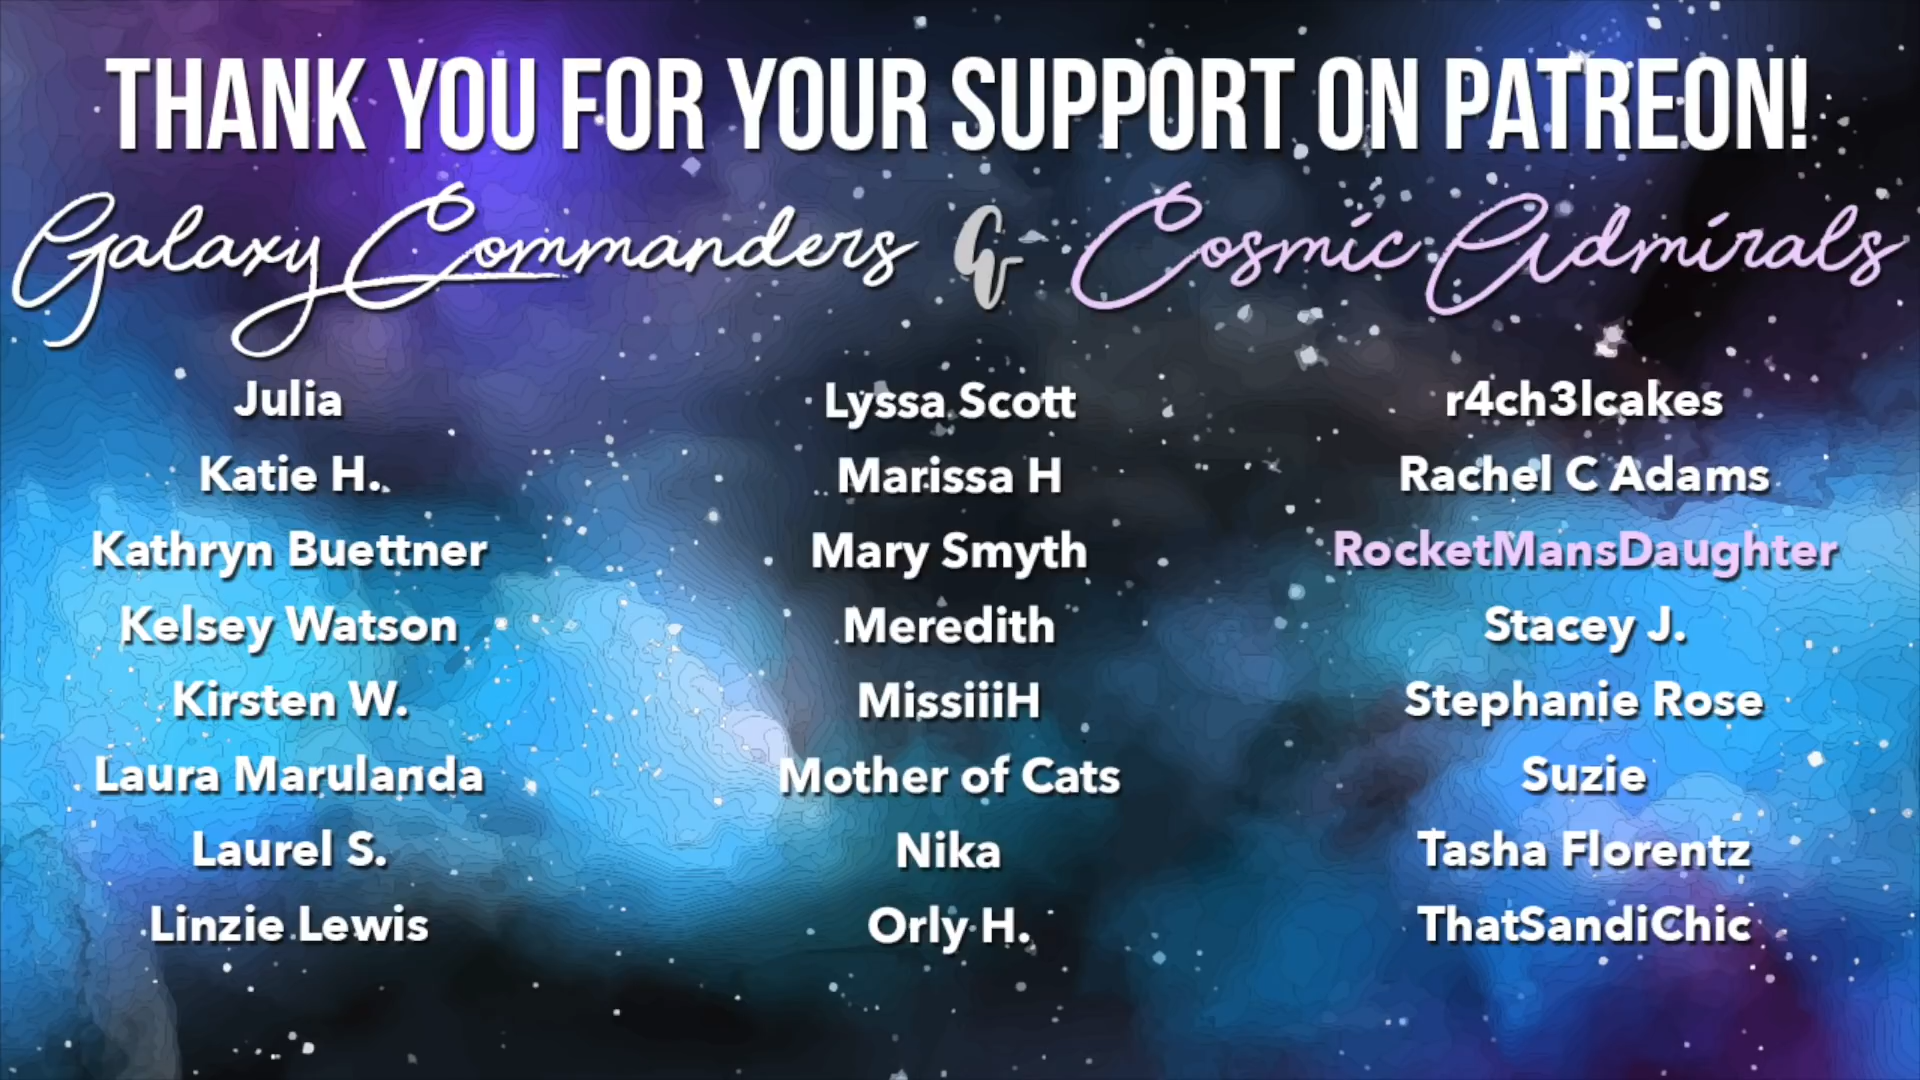 THANK YOU FOR YOUR SUPPORT ON PATREON!
Galaxy Commanders & Cosmic Admirals
Julia
Katie H.
Kathryn Buettner
Kelsey Watson
Kirsten W.
Laura Marulanda
Laurel S.
Linzie Lewis
Lyssa Scott
Marissa H
Mary Smyth
Meredith
MissiiiH
Mother of Cats
Nika
Orly H.
r4ch3lcakes
Rachel C Adams
RocketMansDaughter
Stacey J.
Stephanie Rose
Suzie
Tasha Florentz
ThatSandiChic